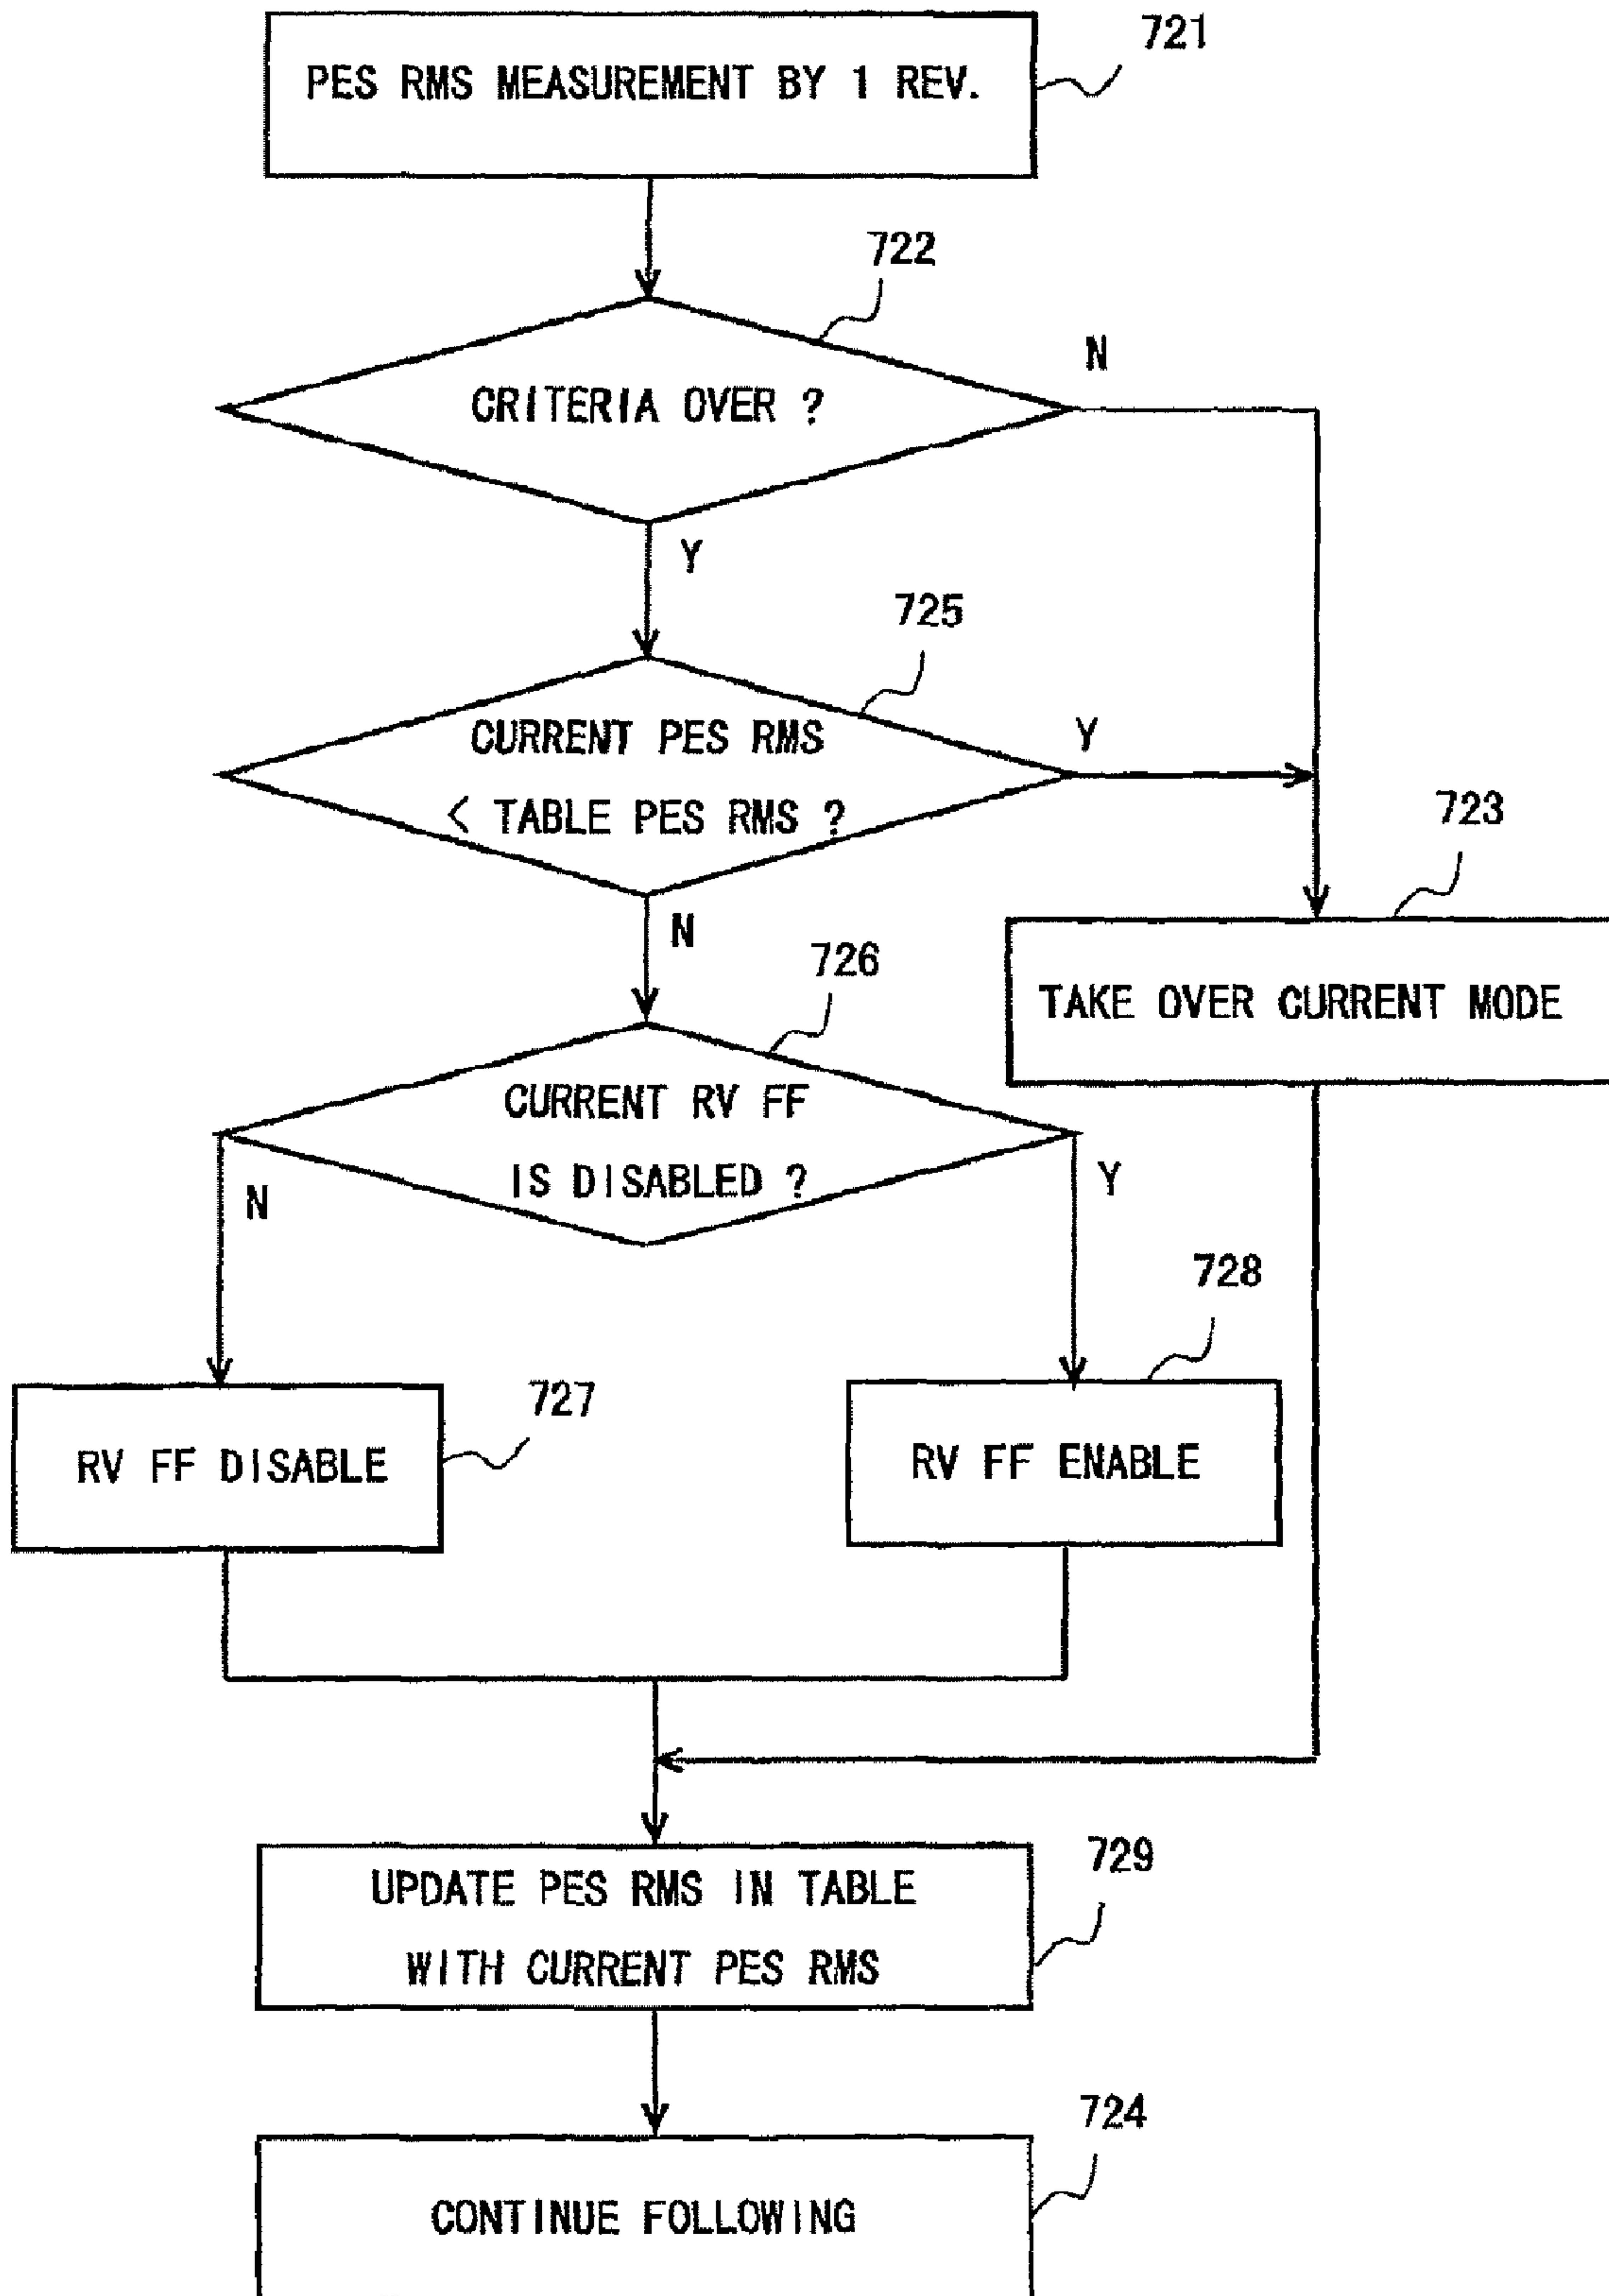 721
PES RMS MEASUREMENT BY 1 REV.
722
N
CRITERIA OVER ?
Y
725
CURRENT PES RMS
Y
< TABLE PES RMS ?
723
N
726
TAKE OVER CURRENT MODE
CURRENT RV FF
IS DISABLED ?
N
Y
728
727
RV FF DISABLE
RV FF ENABLE
729
UPDATE PES RMS IN TABLE
WITH CURRENT PES RMS
724
CONTINUE FOLLOWING